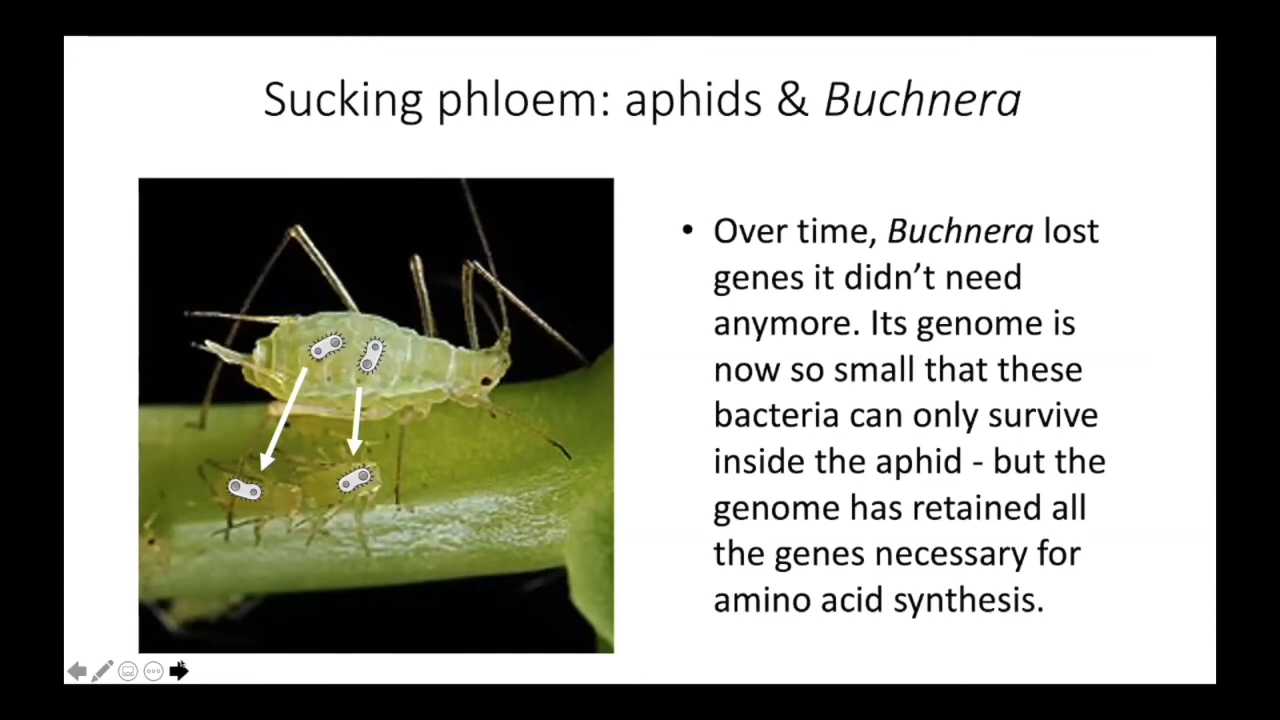 Sucking phloem: aphids & Buchnera
• Over time, Buchnera lost
genes it didn’t need
anymore. Its genome is
now so small that these
bacteria can only survive
inside the aphid - but the
genome has retained all
the genes necessary for
amino acid synthesis.